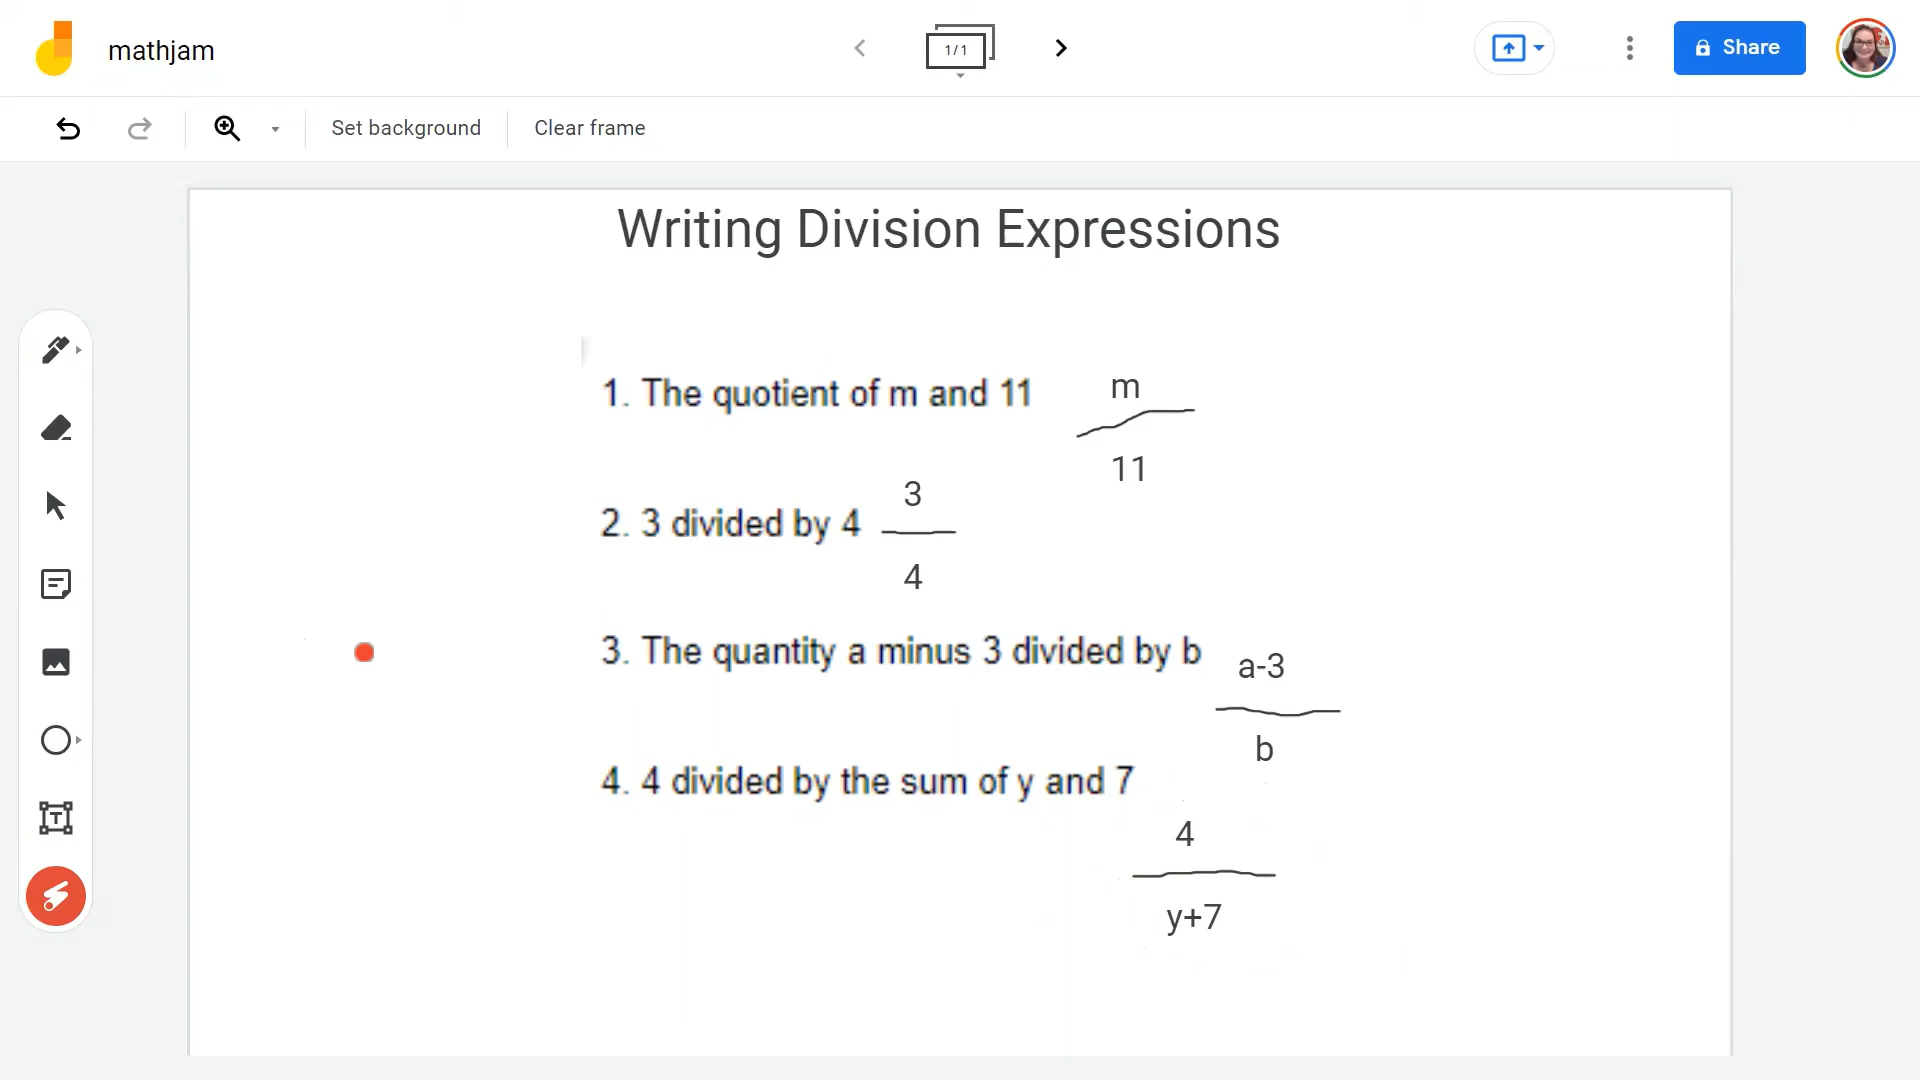 mathjam
1/1
Share
Set background
Clear frame
Writing Division Expressions
1. The quotient of m and 11
m
11
2. 3 divided by 4
3
4
3. The quantity a minus 3 divided by b
a-3
b
4. 4 divided by the sum of y and 7
4
y+7
T